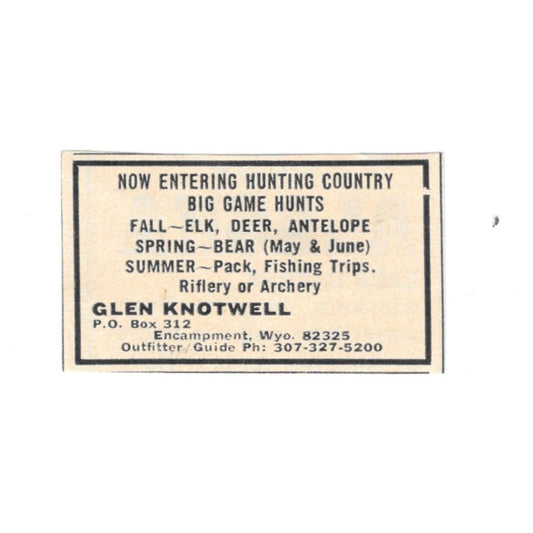 NOW ENTERING HUNTING COUNTRY
BIG GAME HUNTS
FALL~ELK, DEER, ANTELOPE
SPRING~BEAR (May & June)
SUMMER~Pack, Fishing Trips.
Riflery or Archery
GLEN KNOTWELL
P.O. Box 312
Encampment, Wyo. 82325
Outfitter/Guide Ph: 307-327-5200